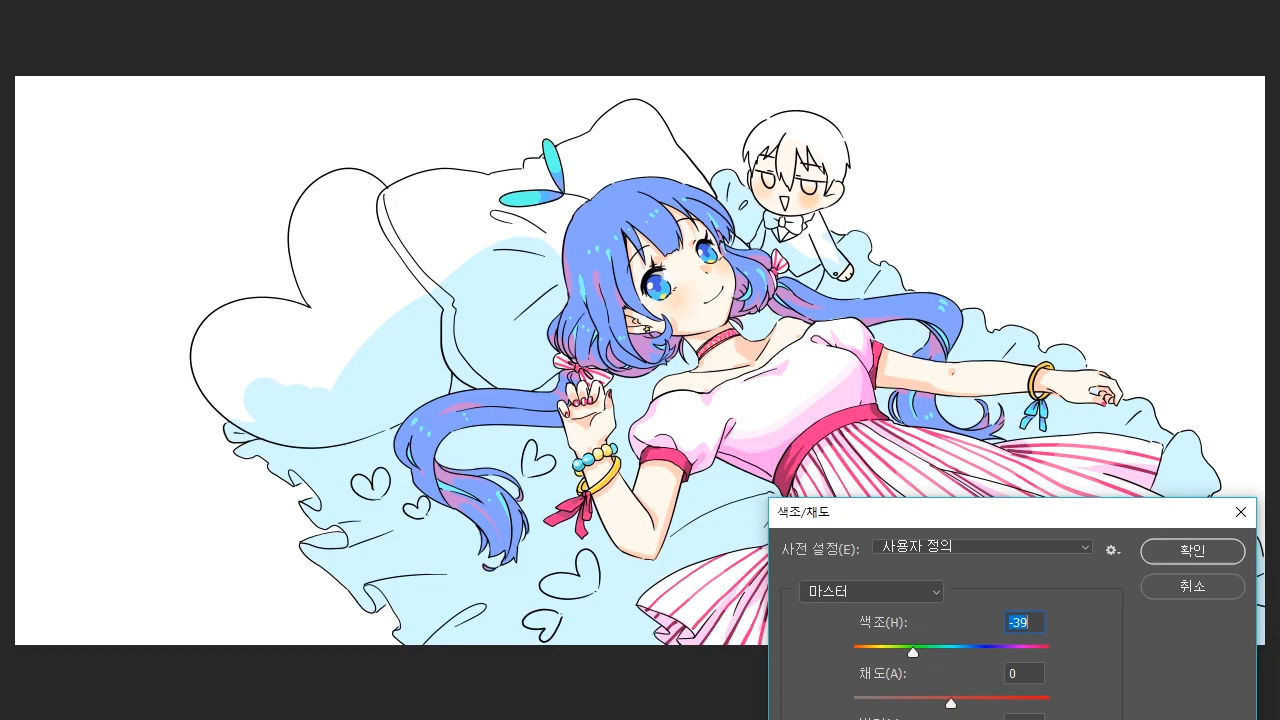 색조/채도
사전 설정(E): 사용자 정의
확인
취소
마스터
색조(H): -39
채도(A): 0